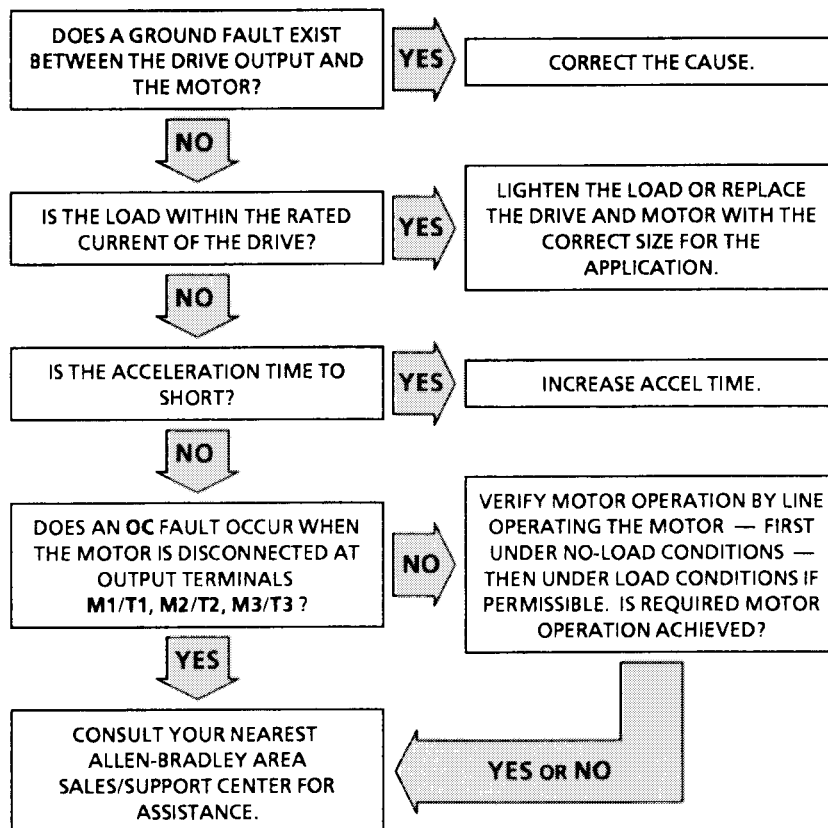 DOES A GROUND FAULT EXIST
BETWEEN THE DRIVE OUTPUT AND
THE MOTOR?
YES
CORRECT THE CAUSE.
NO
IS THE LOAD WITHIN THE RATED
CURRENT OF THE DRIVE?
YES
LIGHTEN THE LOAD OR REPLACE
THE DRIVE AND MOTOR WITH THE
CORRECT SIZE FOR THE
APPLICATION.
NO
IS THE ACCELERATION TIME TO
SHORT?
YES
INCREASE ACCEL TIME.
NO
DOES AN OC FAULT OCCUR WHEN
THE MOTOR IS DISCONNECTED AT
OUTPUT TERMINALS
M1/T1, M2/T2, M3/T3 ?
NO
VERIFY MOTOR OPERATION BY LINE
OPERATING THE MOTOR — FIRST
UNDER NO-LOAD CONDITIONS —
THEN UNDER LOAD CONDITIONS IF
PERMISSIBLE. IS REQUIRED MOTOR
OPERATION ACHIEVED?
YES
CONSULT YOUR NEAREST
ALLEN-BRADLEY AREA
SALES/SUPPORT CENTER FOR
ASSISTANCE.
YES OR NO